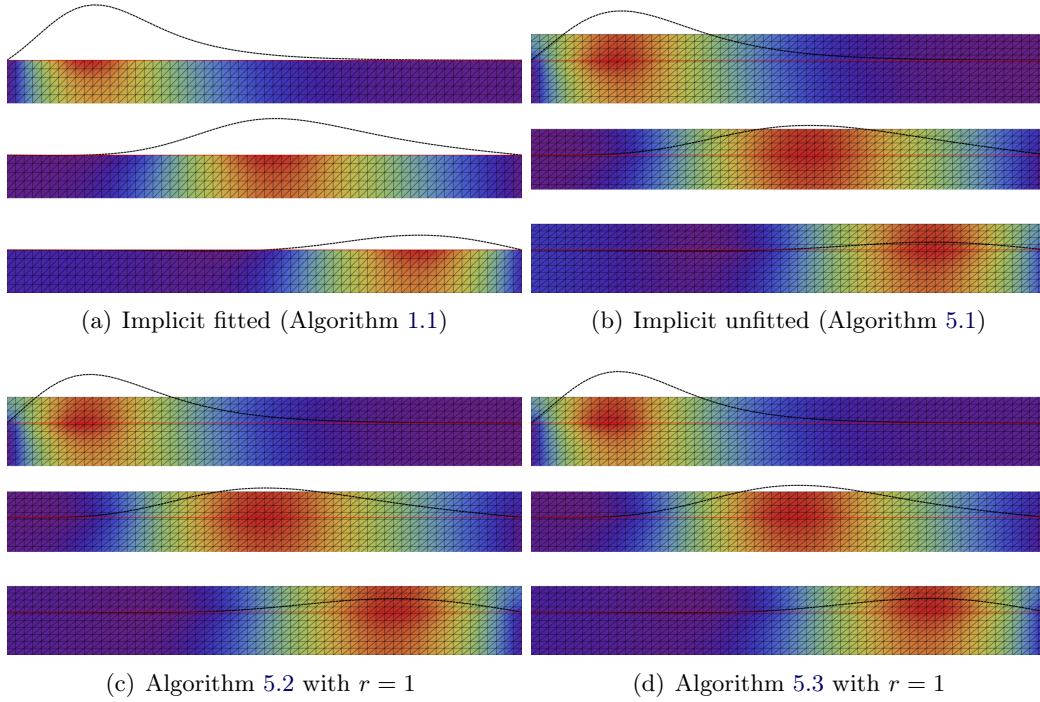 (a) Implicit fitted (Algorithm 1.1)
(b) Implicit unfitted (Algorithm 5.1)
(c) Algorithm 5.2 with r = 1
(d) Algorithm 5.3 with r = 1